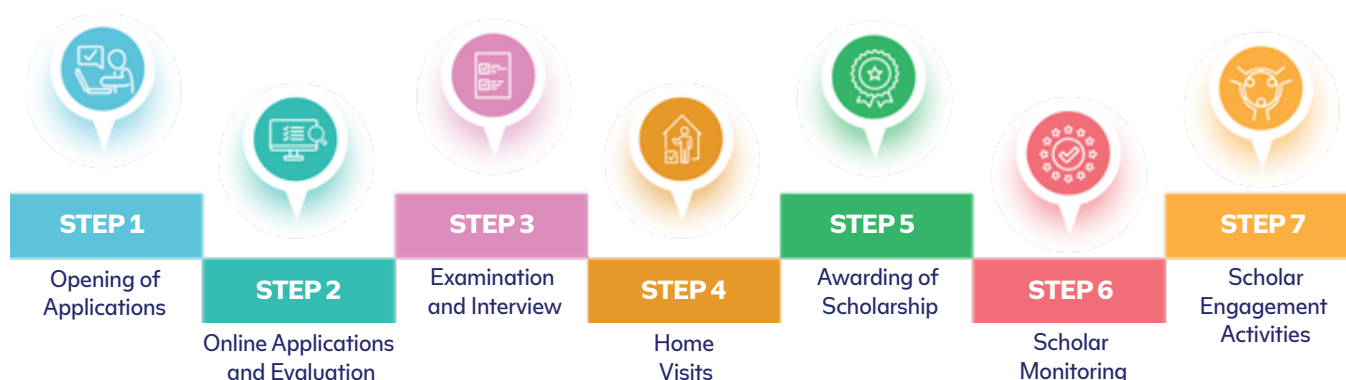 STEP 1
Opening of
Applications
STEP 2
Online Applications
and Evaluation
STEP 3
Examination
and Interview
STEP 4
Home
Visits
STEP 5
Awarding of
Scholarship
STEP 6
Scholar
Monitoring
STEP 7
Scholar
Engagement
Activities